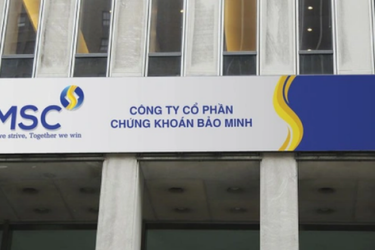 MSC
e strive, Together we win
CÔNG TY CỔ PHẦN
CHỨNG KHOÁN BẢO MINH